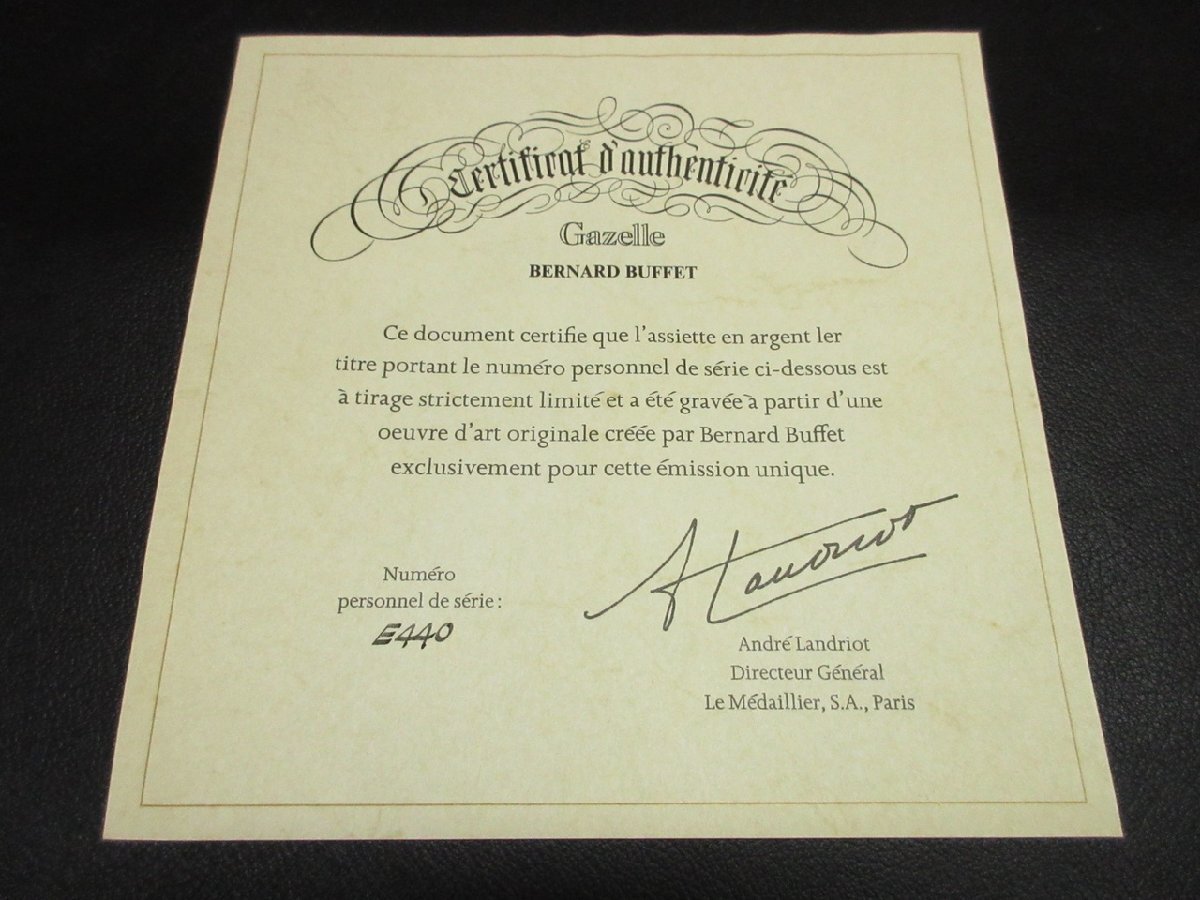 Certificat d'authenticité
Gazelle
BERNARD BUFFET
Ce document certifie que l'assiette en argent ler
titre portant le numéro personnel de série ci-dessous est
à tirage strictement limité et a été gravée à partir d'une
oeuvre d'art originale créée par Bernard Buffet
exclusivement pour cette émission unique.
Numéro
personnel de série :
E440
A Landriot
André Landriot
Directeur Général
Le Médaillier, S.A., Paris